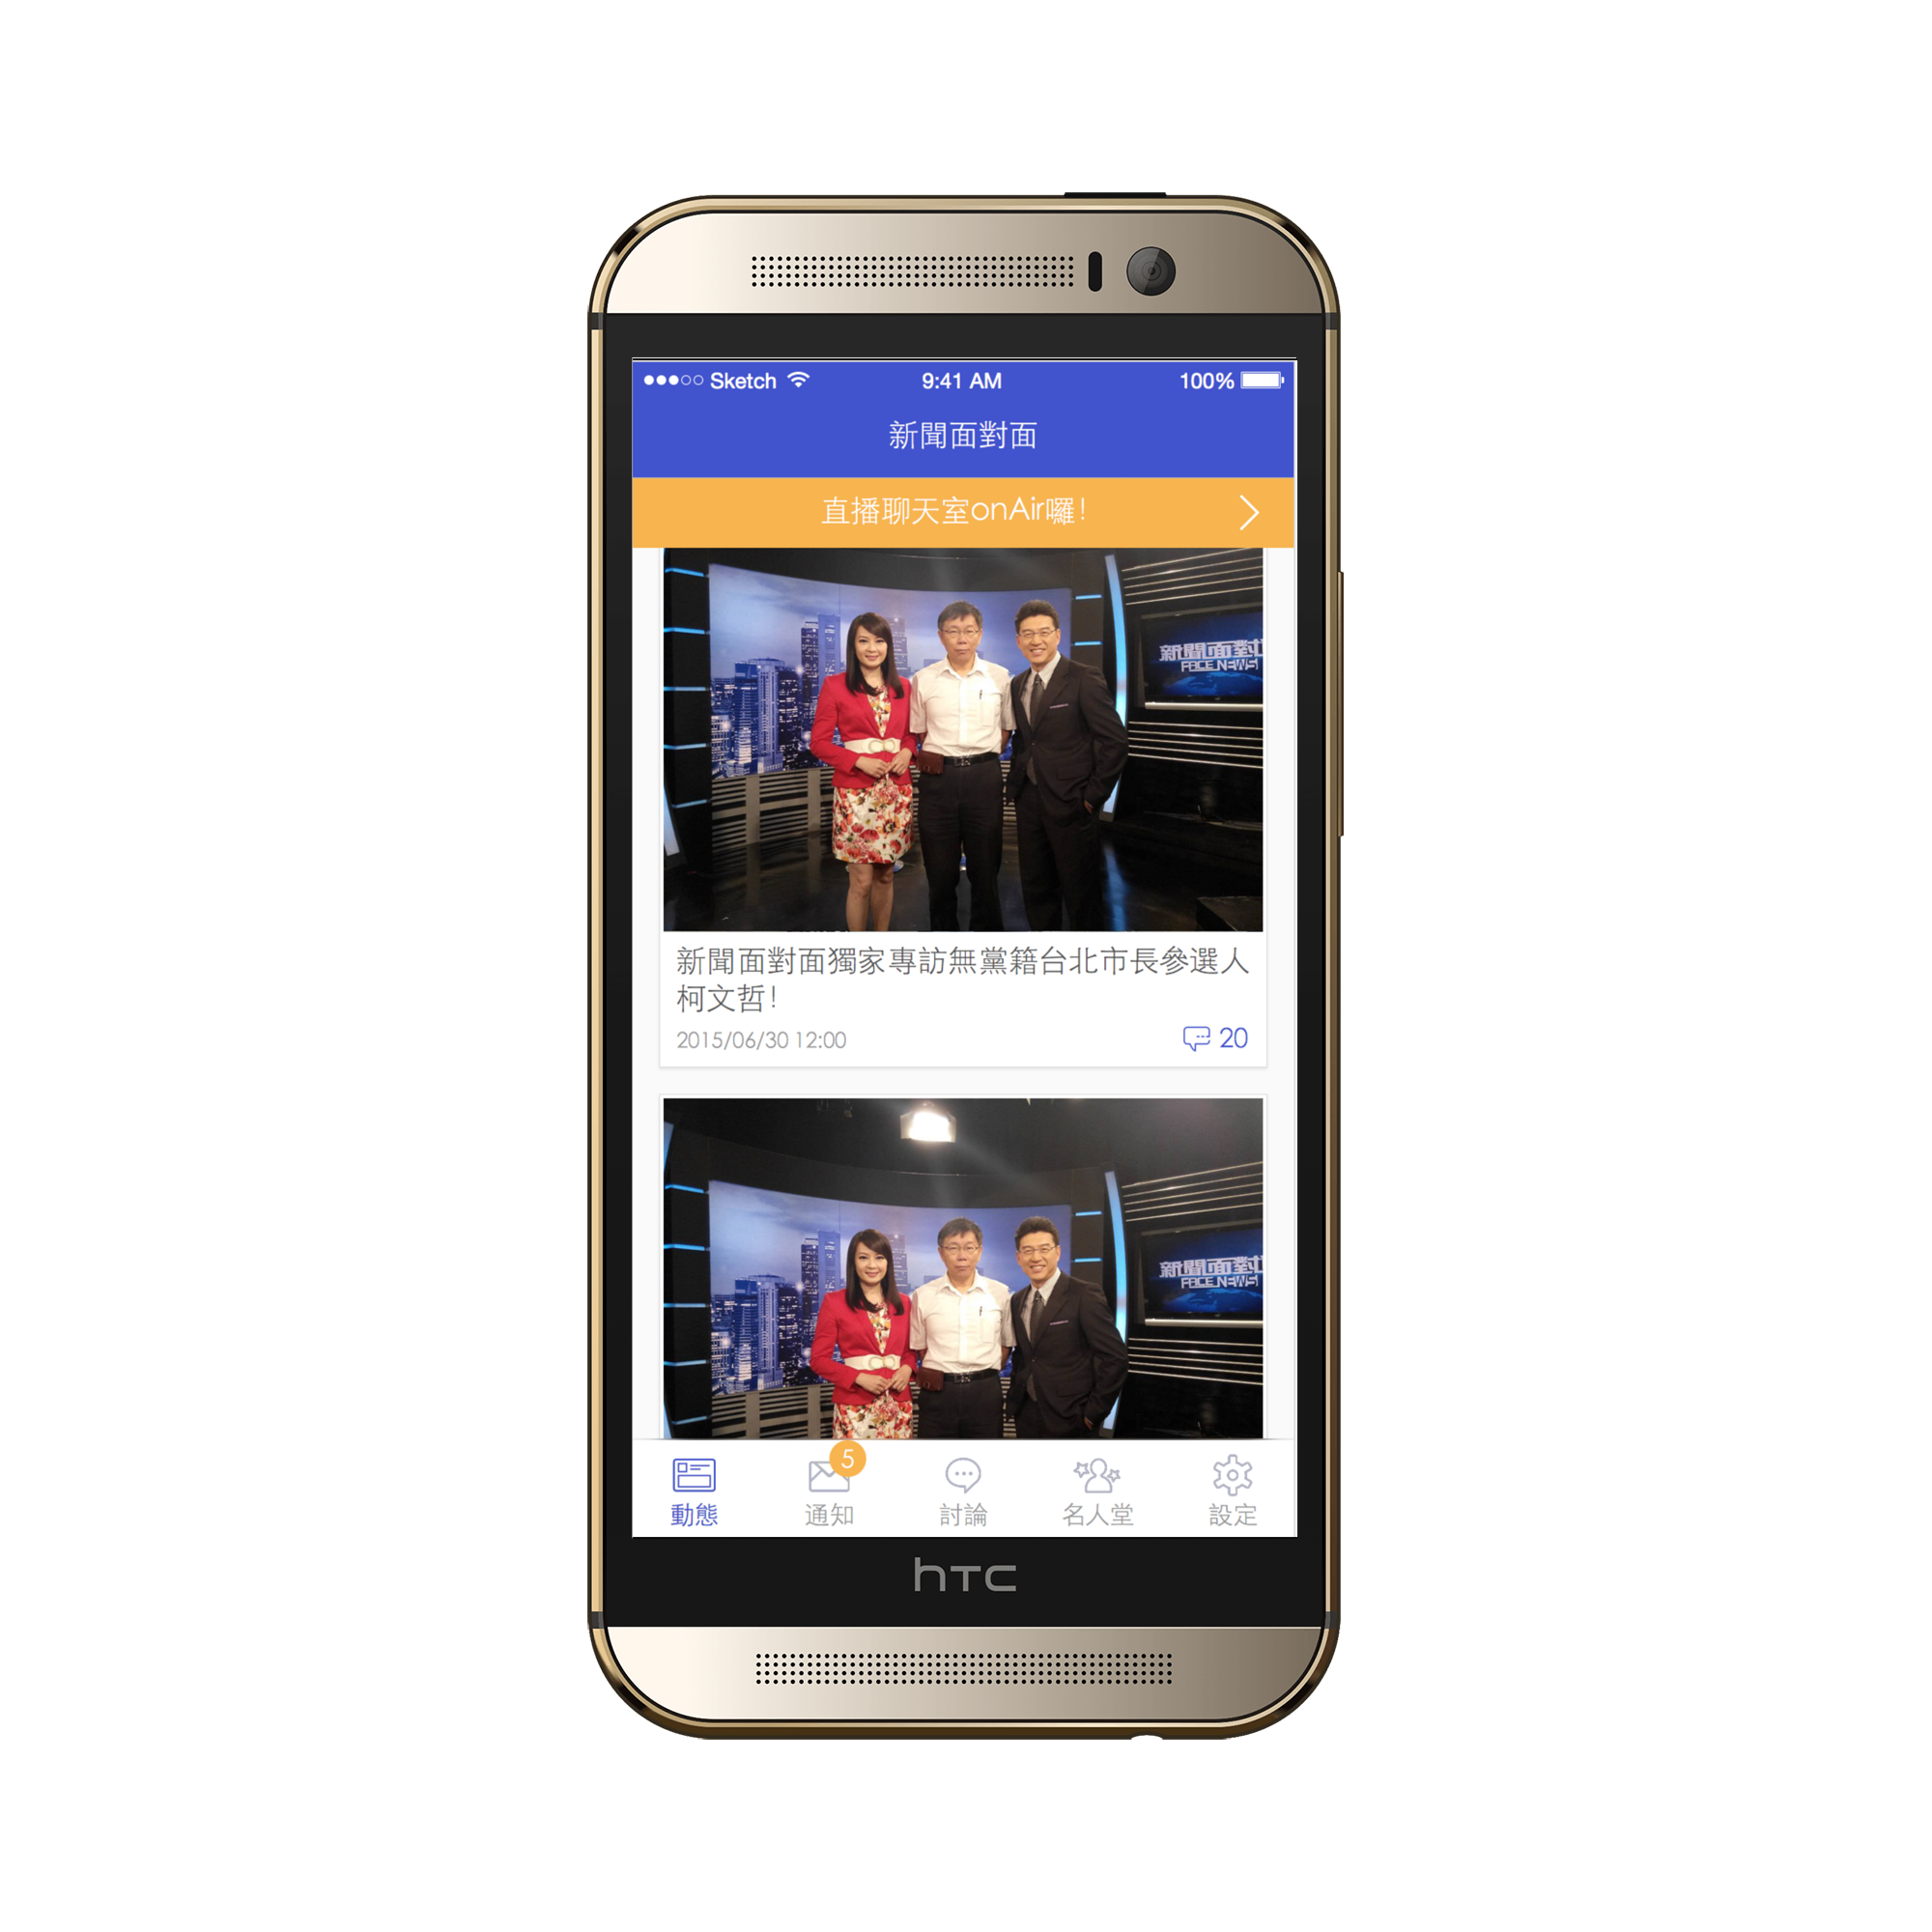 Sketch 9:41 AM 100%
新聞面對面
直播聊天室onAir囉!
新聞面對
FACE NEWS
新聞面對面獨家專訪無黨籍台北市長參選人
柯文哲!
2015/06/30 12:00 20
新聞面對
FACE NEWS
5
動態 通知 討論 名人堂 設定
hTC